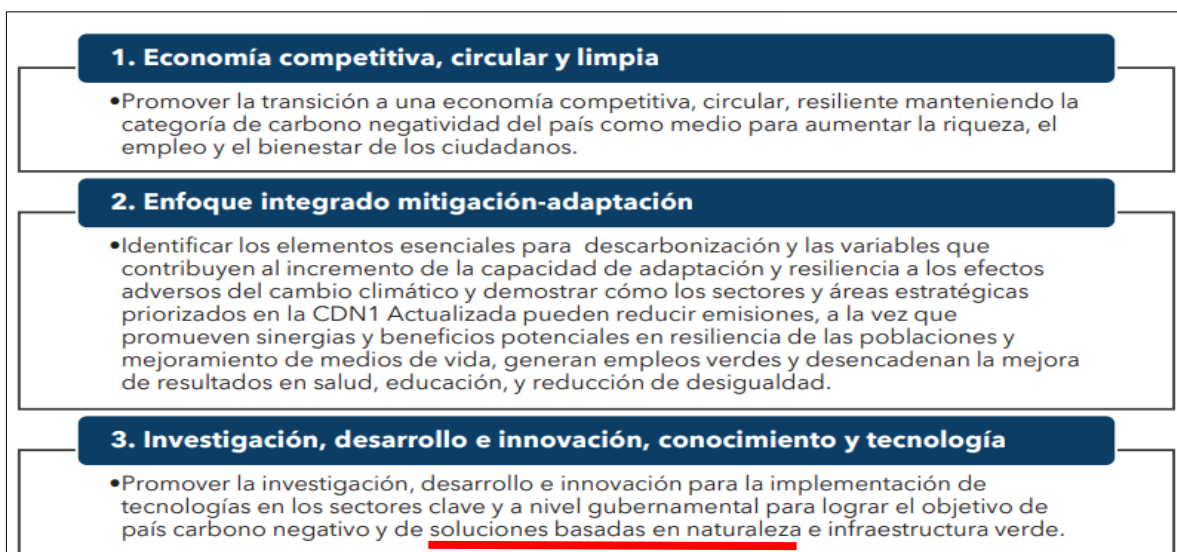 1. Economía competitiva, circular y limpia
•Promover la transición a una economía competitiva, circular, resiliente manteniendo la
categoría de carbono negatividad del país como medio para aumentar la riqueza, el
empleo y el bienestar de los ciudadanos.
2. Enfoque integrado mitigación-adaptación
•Identificar los elementos esenciales para descarbonización y las variables que
contribuyen al incremento de la capacidad de adaptación y resiliencia a los efectos
adversos del cambio climático y demostrar cómo los sectores y áreas estratégicas
priorizados en la CDN1 Actualizada pueden reducir emisiones, a la vez que
promueven sinergias y beneficios potenciales en resiliencia de las poblaciones y
mejoramiento de medios de vida, generan empleos verdes y desencadenan la mejora
de resultados en salud, educación, y reducción de desigualdad.
3. Investigación, desarrollo e innovación, conocimiento y tecnología
•Promover la investigación, desarrollo e innovación para la implementación de
tecnologías en los sectores clave y a nivel gubernamental para lograr el objetivo de
país carbono negativo y de soluciones basadas en naturaleza e infraestructura verde.